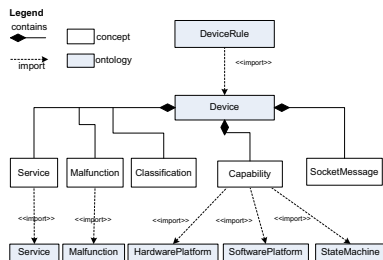 Legend
contains
concept
import
ontology
DeviceRule
<<import>>
Device
Service
Malfunction
Classification
Capability
SocketMessage
<<import>>
<<import>>
<<import>>
<<import>>
<<import>>
Service
Malfunction
HardwarePlatform
SoftwarePlatform
StateMachine